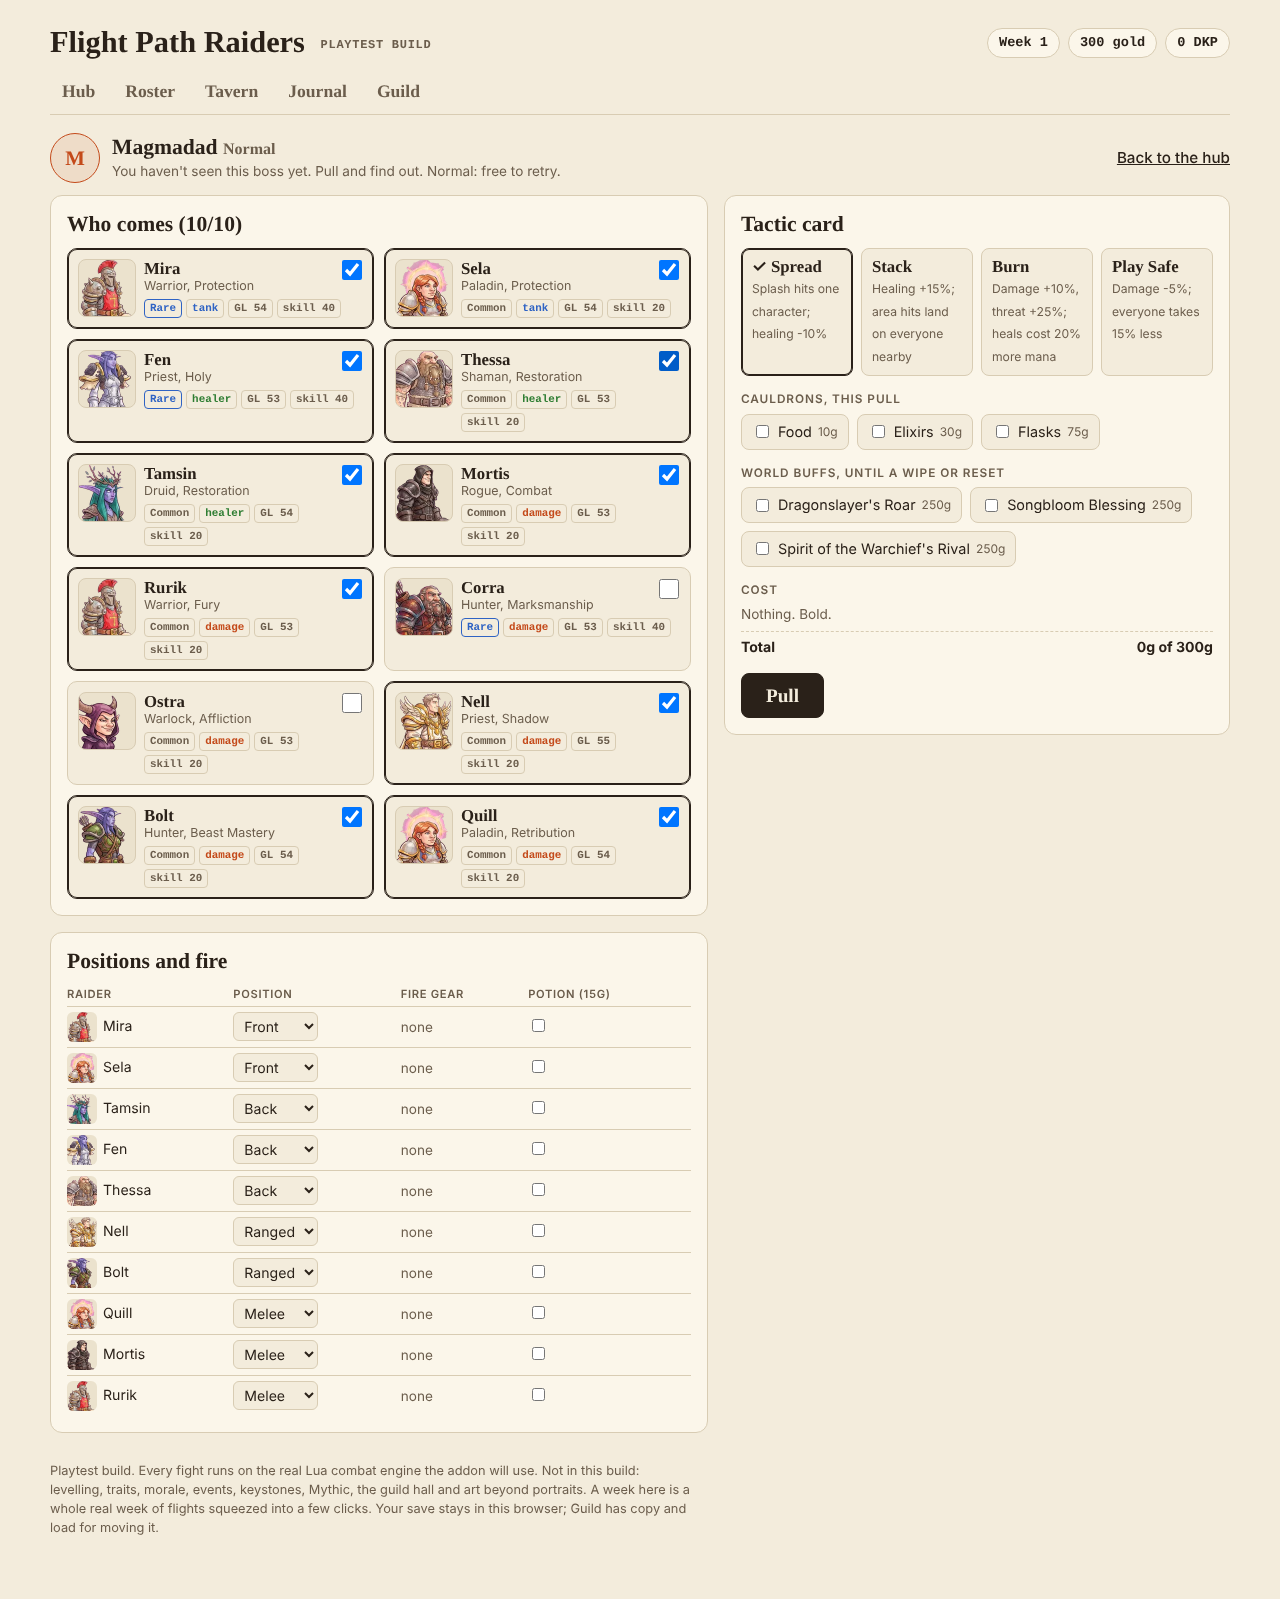 Flight Path Raiders PLAYTEST BUILD
Week 1 300 gold 0 DKP
Hub Roster Tavern Journal Guild
M
Magmadad Normal
You haven't seen this boss yet. Pull and find out. Normal: free to retry.
Back to the hub
Who comes (10/10)
Mira
Warrior, Protection
Rare tank GL 54 skill 40
Sela
Paladin, Protection
Common tank GL 54 skill 20
Fen
Priest, Holy
Rare healer GL 53 skill 40
Thessa
Shaman, Restoration
Common healer GL 53
skill 20
Tamsin
Druid, Restoration
Common healer GL 54
skill 20
Mortis
Rogue, Combat
Common damage GL 53
skill 20
Rurik
Warrior, Fury
Common damage GL 53
skill 20
Corra
Hunter, Marksmanship
Rare damage GL 53 skill 40
Ostra
Warlock, Affliction
Common damage GL 53
skill 20
Nell
Priest, Shadow
Common damage GL 55
skill 20
Bolt
Hunter, Beast Mastery
Common damage GL 54
skill 20
Quill
Paladin, Retribution
Common damage GL 54
skill 20
Tactic card
✓ Spread
Splash hits one
character;
healing -10%
Stack
Healing +15%;
area hits land
on everyone
nearby
Burn
Damage +10%,
threat +25%;
heals cost 20%
more mana
Play Safe
Damage -5%;
everyone takes
15% less
CAULDRONS, THIS PULL
Food 10g Elixirs 30g Flasks 75g
WORLD BUFFS, UNTIL A WIPE OR RESET
Dragonslayer's Roar 250g Songbloom Blessing 250g
Spirit of the Warchief's Rival 250g
COST
Nothing. Bold.
Total 0g of 300g
Pull
Positions and fire
RAIDER POSITION FIRE GEAR POTION (15G)
Mira Front none
Sela Front none
Tamsin Back none
Fen Back none
Thessa Back none
Nell Ranged none
Bolt Ranged none
Quill Melee none
Mortis Melee none
Rurik Melee none
Playtest build. Every fight runs on the real Lua combat engine the addon will use. Not in this build:
levelling, traits, morale, events, keystones, Mythic, the guild hall and art beyond portraits. A week here is a
whole real week of flights squeezed into a few clicks. Your save stays in this browser; Guild has copy and
load for moving it.